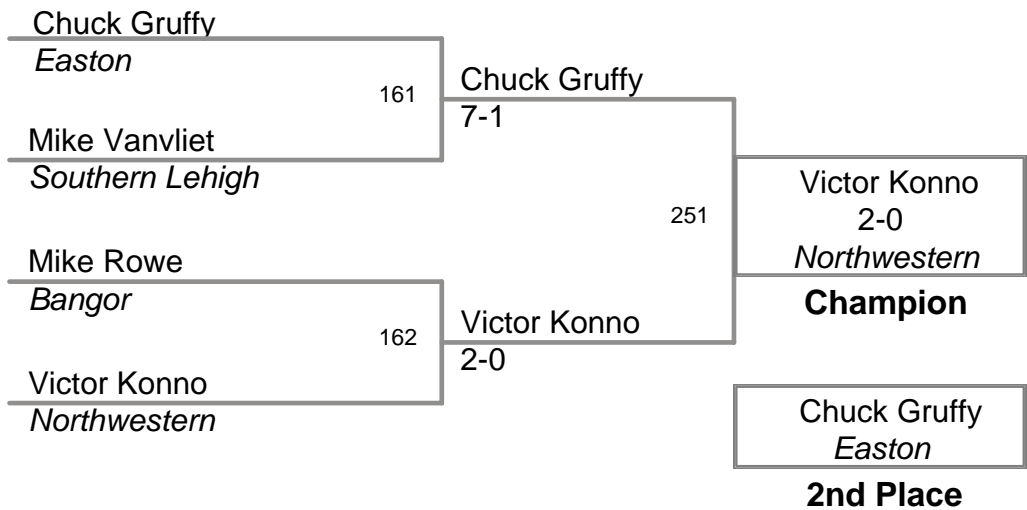 Chuck Gruffy
Easton
161
Chuck Gruffy
7-1
Mike Vanvliet
Southern Lehigh
251
Victor Konno
2-0
Northwestern
Champion
Mike Rowe
Bangor
162
Victor Konno
2-0
Victor Konno
Northwestern
Chuck Gruffy
Easton
2nd Place